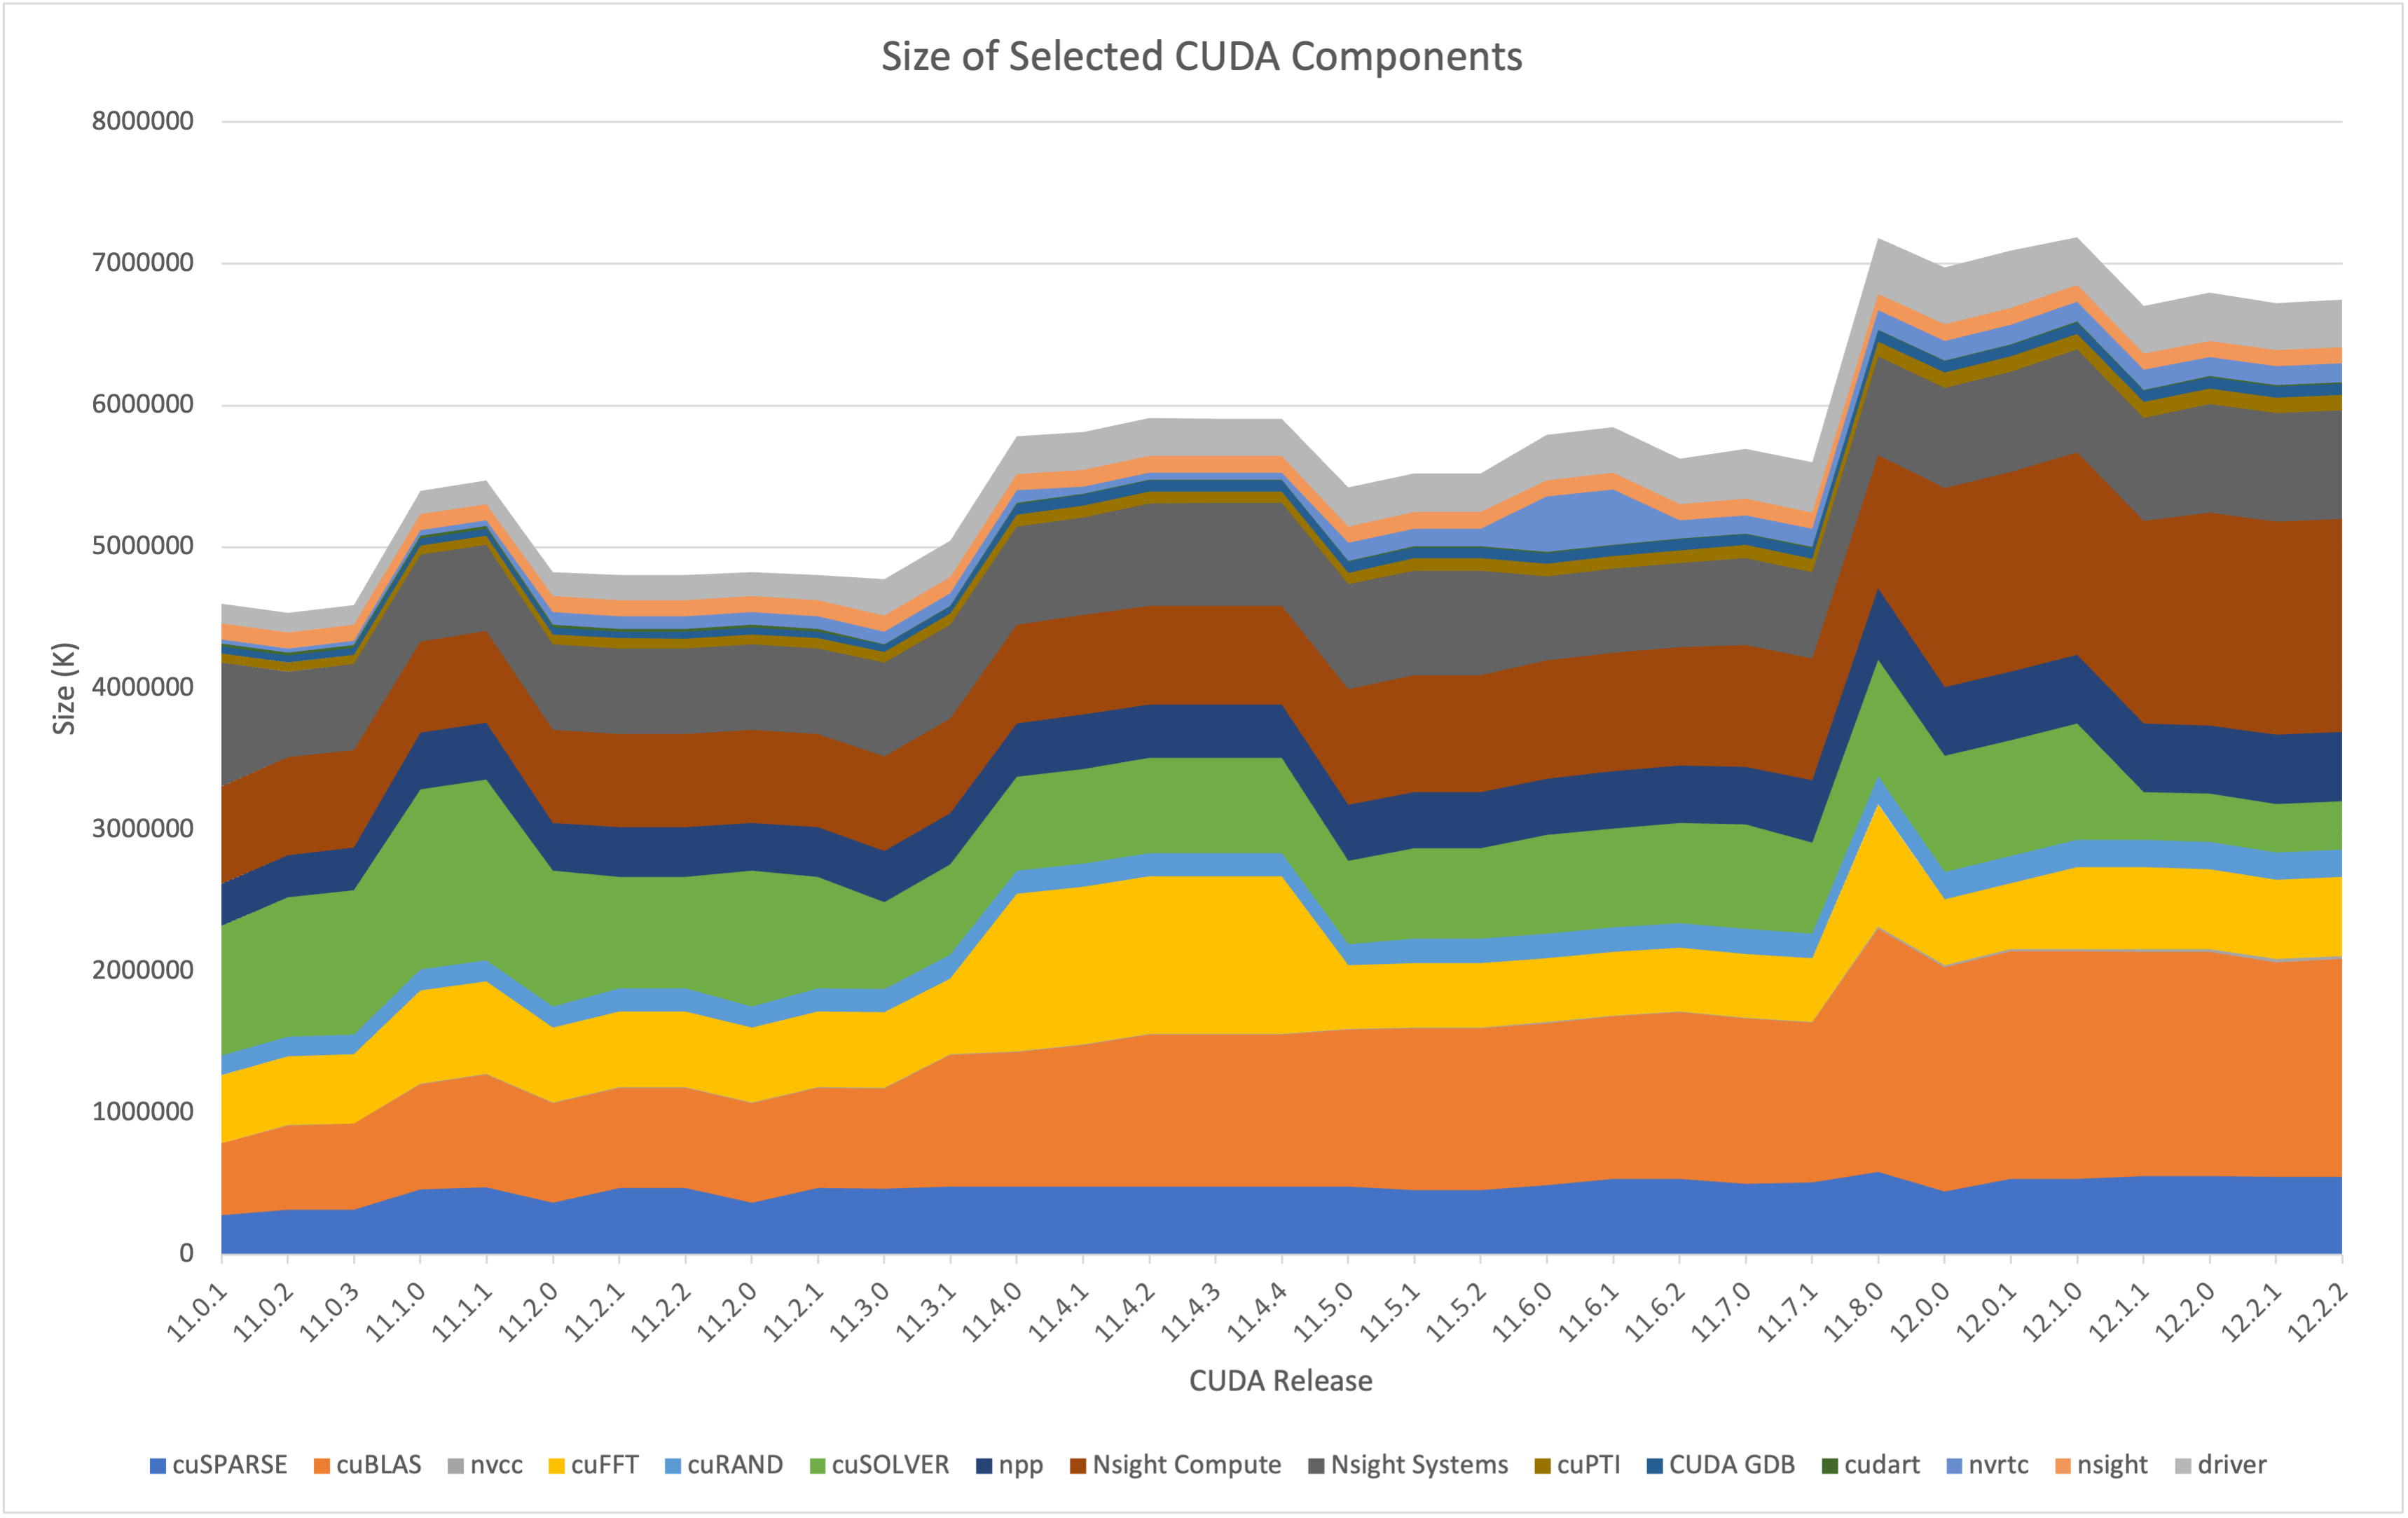 Size of Selected CUDA Components
8000000
7000000
6000000
5000000
4000000
3000000
2000000
1000000
0
Size (K)
11.0.1 11.0.2 11.0.3 11.1.0 11.1.1 11.2.0 11.2.1 11.2.2 11.2.0 11.2.1 11.3.0 11.3.1 11.4.0 11.4.1 11.4.2 11.4.3 11.4.4 11.5.0 11.5.1 11.5.2 11.6.0 11.6.1 11.6.2 11.7.0 11.7.1 11.8.0 12.0.0 12.0.1 12.1.0 12.1.1 12.2.0 12.2.1 12.2.2
CUDA Release
cuSPARSE cuBLAS nvcc cuFFT cuRAND cuSOLVER npp Nsight Compute Nsight Systems cuPTI CUDA GDB cudart nvrtc nsight driver